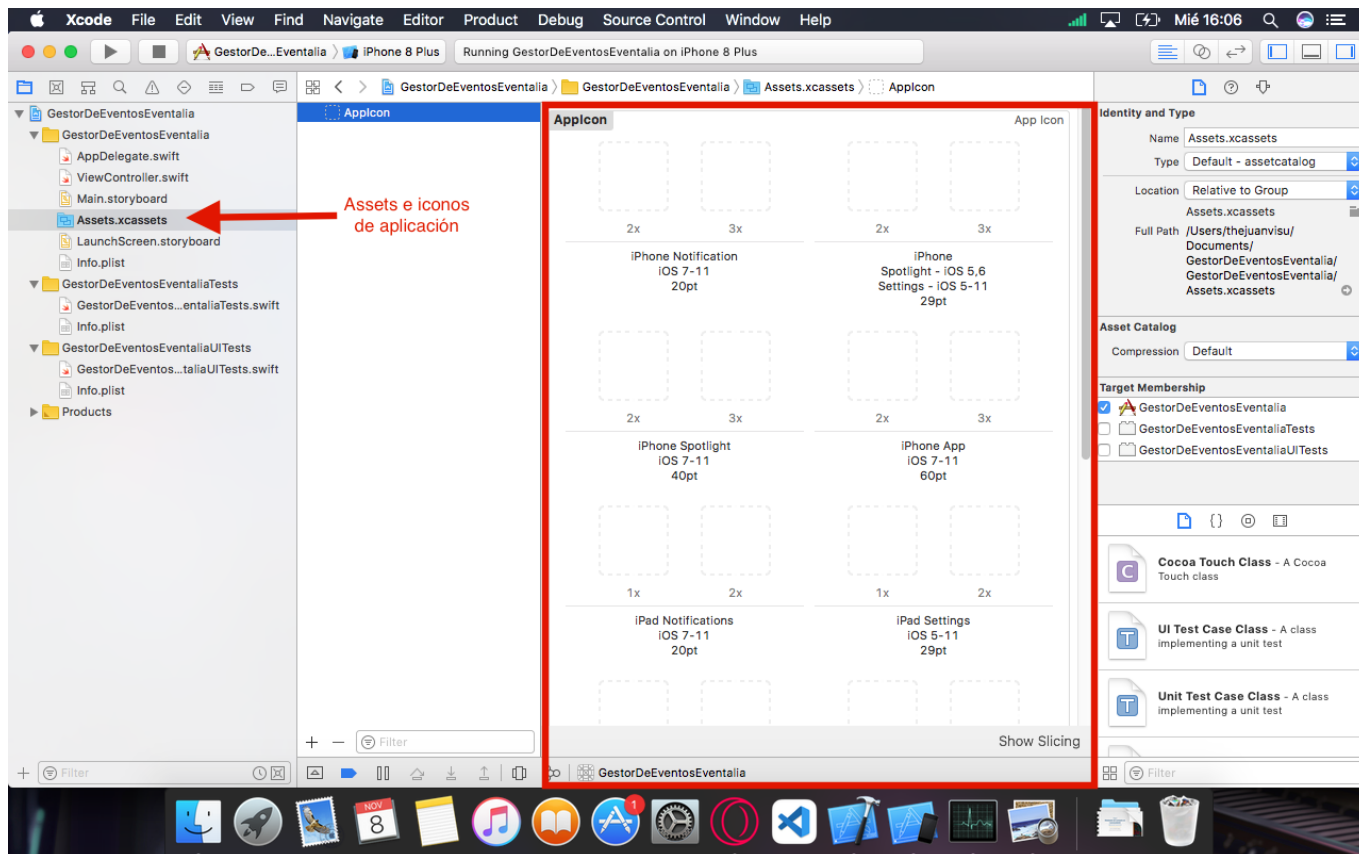 Xcode File Edit View Find Navigate Editor Product Debug Source Control Window Help Mié 16:06
GestorDe...Eventalia iPhone 8 Plus Running GestorDeEventosEventalia on iPhone 8 Plus
GestorDeEventosEventalia GestorDeEventosEventalia Assets.xcassets AppIcon
GestorDeEventosEventalia
GestorDeEventosEventalia
AppDelegate.swift
ViewController.swift
Main.storyboard
Assets.xcassets
LaunchScreen.storyboard
Info.plist
GestorDeEventosEventaliaTests
GestorDeEventos...entaliaTests.swift
Info.plist
GestorDeEventosEventaliaUITests
GestorDeEventos...taliaUITests.swift
Info.plist
Products
Filter
AppIcon
Assets e iconos
de aplicación
Filter
AppIcon App Icon
2x 3x 2x 3x
iPhone Notification
iOS 7-11
20pt
iPhone
Spotlight - iOS 5,6
Settings - iOS 5-11
29pt
2x 3x 2x 3x
iPhone Spotlight
iOS 7-11
40pt
iPhone App
iOS 7-11
60pt
1x 2x 1x 2x
iPad Notifications
iOS 7-11
20pt
iPad Settings
iOS 5-11
29pt
Show Slicing
GestorDeEventosEventalia
Identity and Type
Name Assets.xcassets
Type Default - assetcatalog
Location Relative to Group
Assets.xcassets
Full Path /Users/thejuanvisu/
Documents/
GestorDeEventosEventalia/
GestorDeEventosEventalia/
Assets.xcassets
Asset Catalog
Compression Default
Target Membership
GestorDeEventosEventalia
GestorDeEventosEventaliaTests
GestorDeEventosEventaliaUITests
{}
C
Cocoa Touch Class - A Cocoa
Touch class
T
UI Test Case Class - A class
implementing a unit test
T
Unit Test Case Class - A class
implementing a unit test
Filter
NOV
8
1